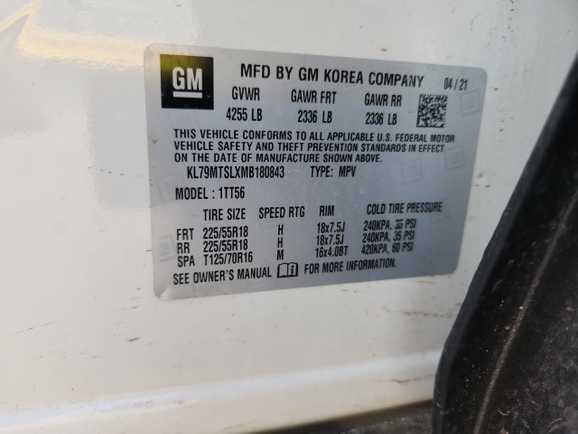 GM MFD BY GM KOREA COMPANY 04 / 21
GVWR GAWR FRT GAWR RR
4255 LB 2336 LB 2336 LB
THIS VEHICLE CONFORMS TO ALL APPLICABLE U.S. FEDERAL MOTOR
VEHICLE SAFETY AND THEFT PREVENTION STANDARDS IN EFFECT ON THE
DATE OF MANUFACTURE SHOWN ABOVE.
KL79MTSLXMB180843 TYPE: MPV
MODEL : 1TT56
TIRE SIZE SPEED RTG RIM COLD TIRE PRESSURE
FRT 225/55R18 H 18x7.5J 240KPA, 35 PSI
RR 225/55R18 H 18x7.5J 240KPA, 35 PSI
SPA T125/70R16 M 16x4.0BT 420KPA, 60 PSI
SEE OWNER'S MANUAL FOR MORE INFORMATION.